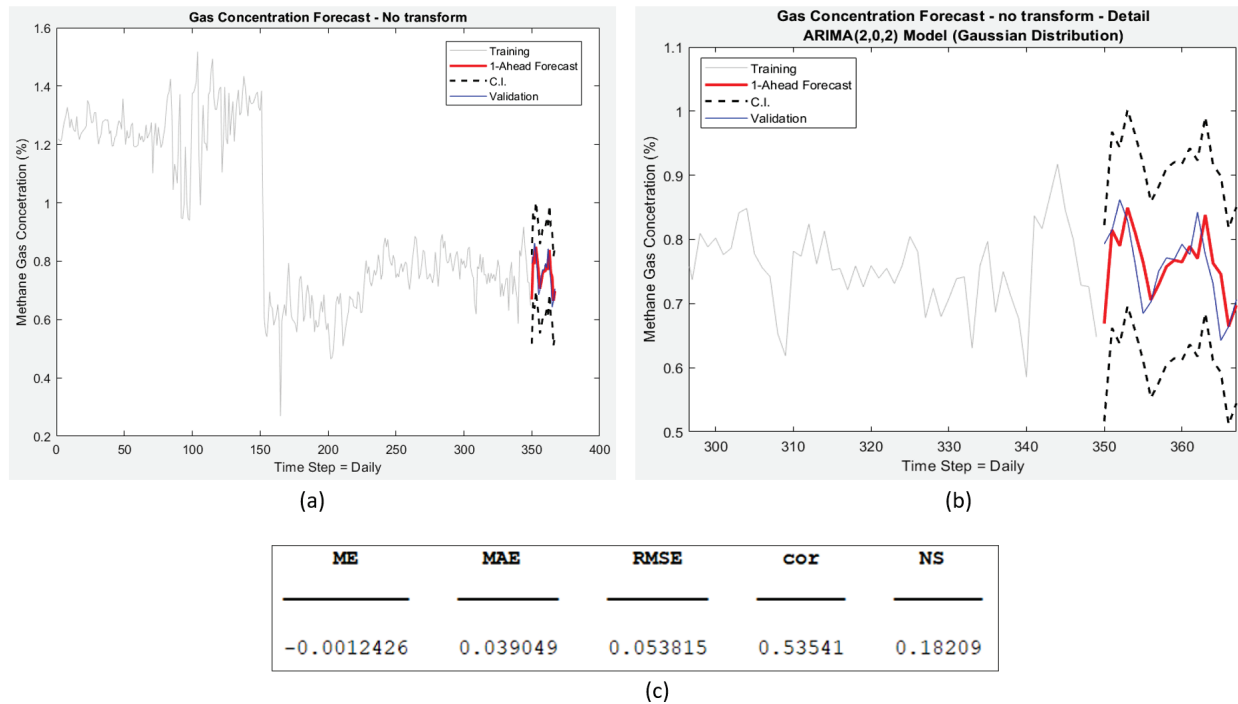 Gas Concentration Forecast - No transform
1.6
1.4
1.2
1
0.8
0.6
0.4
0.2
Methane Gas Concetration (%)
Training
1-Ahead Forecast
C.I.
Validation
0
50
100
150
200
250
300
350
400
Time Step = Daily
(a)
Gas Concentration Forecast - no transform - Detail
ARIMA(2,0,2) Model (Gaussian Distribution)
1.1
1
0.9
0.8
0.7
0.6
0.5
Methane Gas Concentration (%)
Training
1-Ahead Forecast
C.I.
Validation
300
310
320
330
340
350
360
Time Step = Daily
(b)
ME MAE RMSE cor NS
-0.0012426 0.039049 0.053815 0.53541 0.18209
(c)